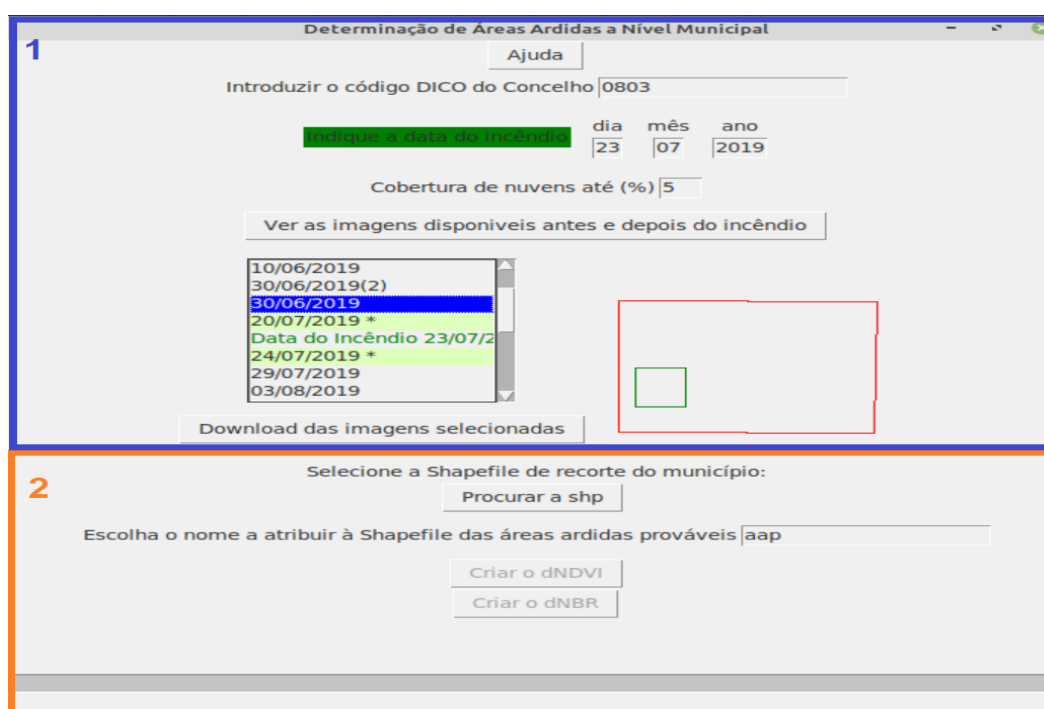 Determinação de Áreas Ardidas a Nível Municipal
1
Ajuda
Introduzir o código DICO do Concelho 0803
dia mês ano
Indique a data do incêndio 23 07 2019
Cobertura de nuvens até (%) 5
Ver as imagens disponiveis antes e depois do incêndio
10/06/2019
30/06/2019(2)
30/06/2019
20/07/2019 *
Data do Incêndio 23/07/2
24/07/2019 *
29/07/2019
03/08/2019
Download das imagens selecionadas
2
Selecione a Shapefile de recorte do município:
Procurar a shp
Escolha o nome a atribuir à Shapefile das áreas ardidas prováveis aap
Criar o dNDVI
Criar o dNBR